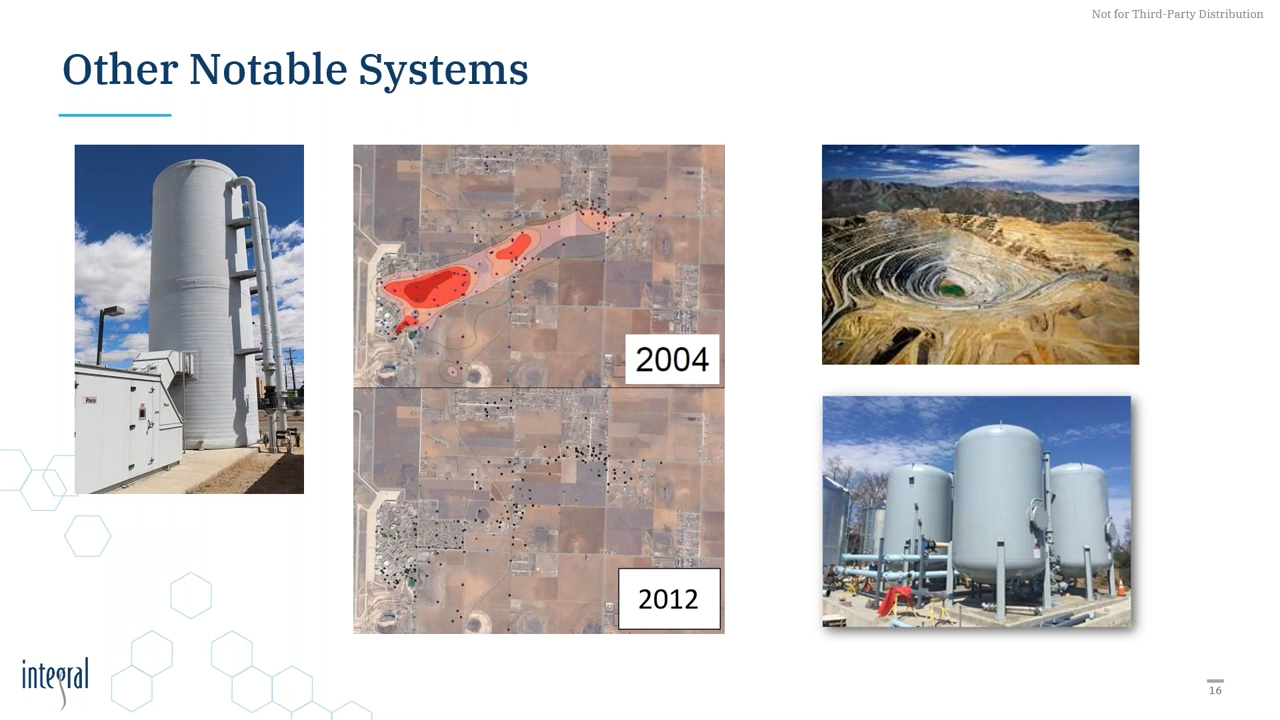 Not for Third-Party Distribution
Other Notable Systems
2004
2012
integral
16